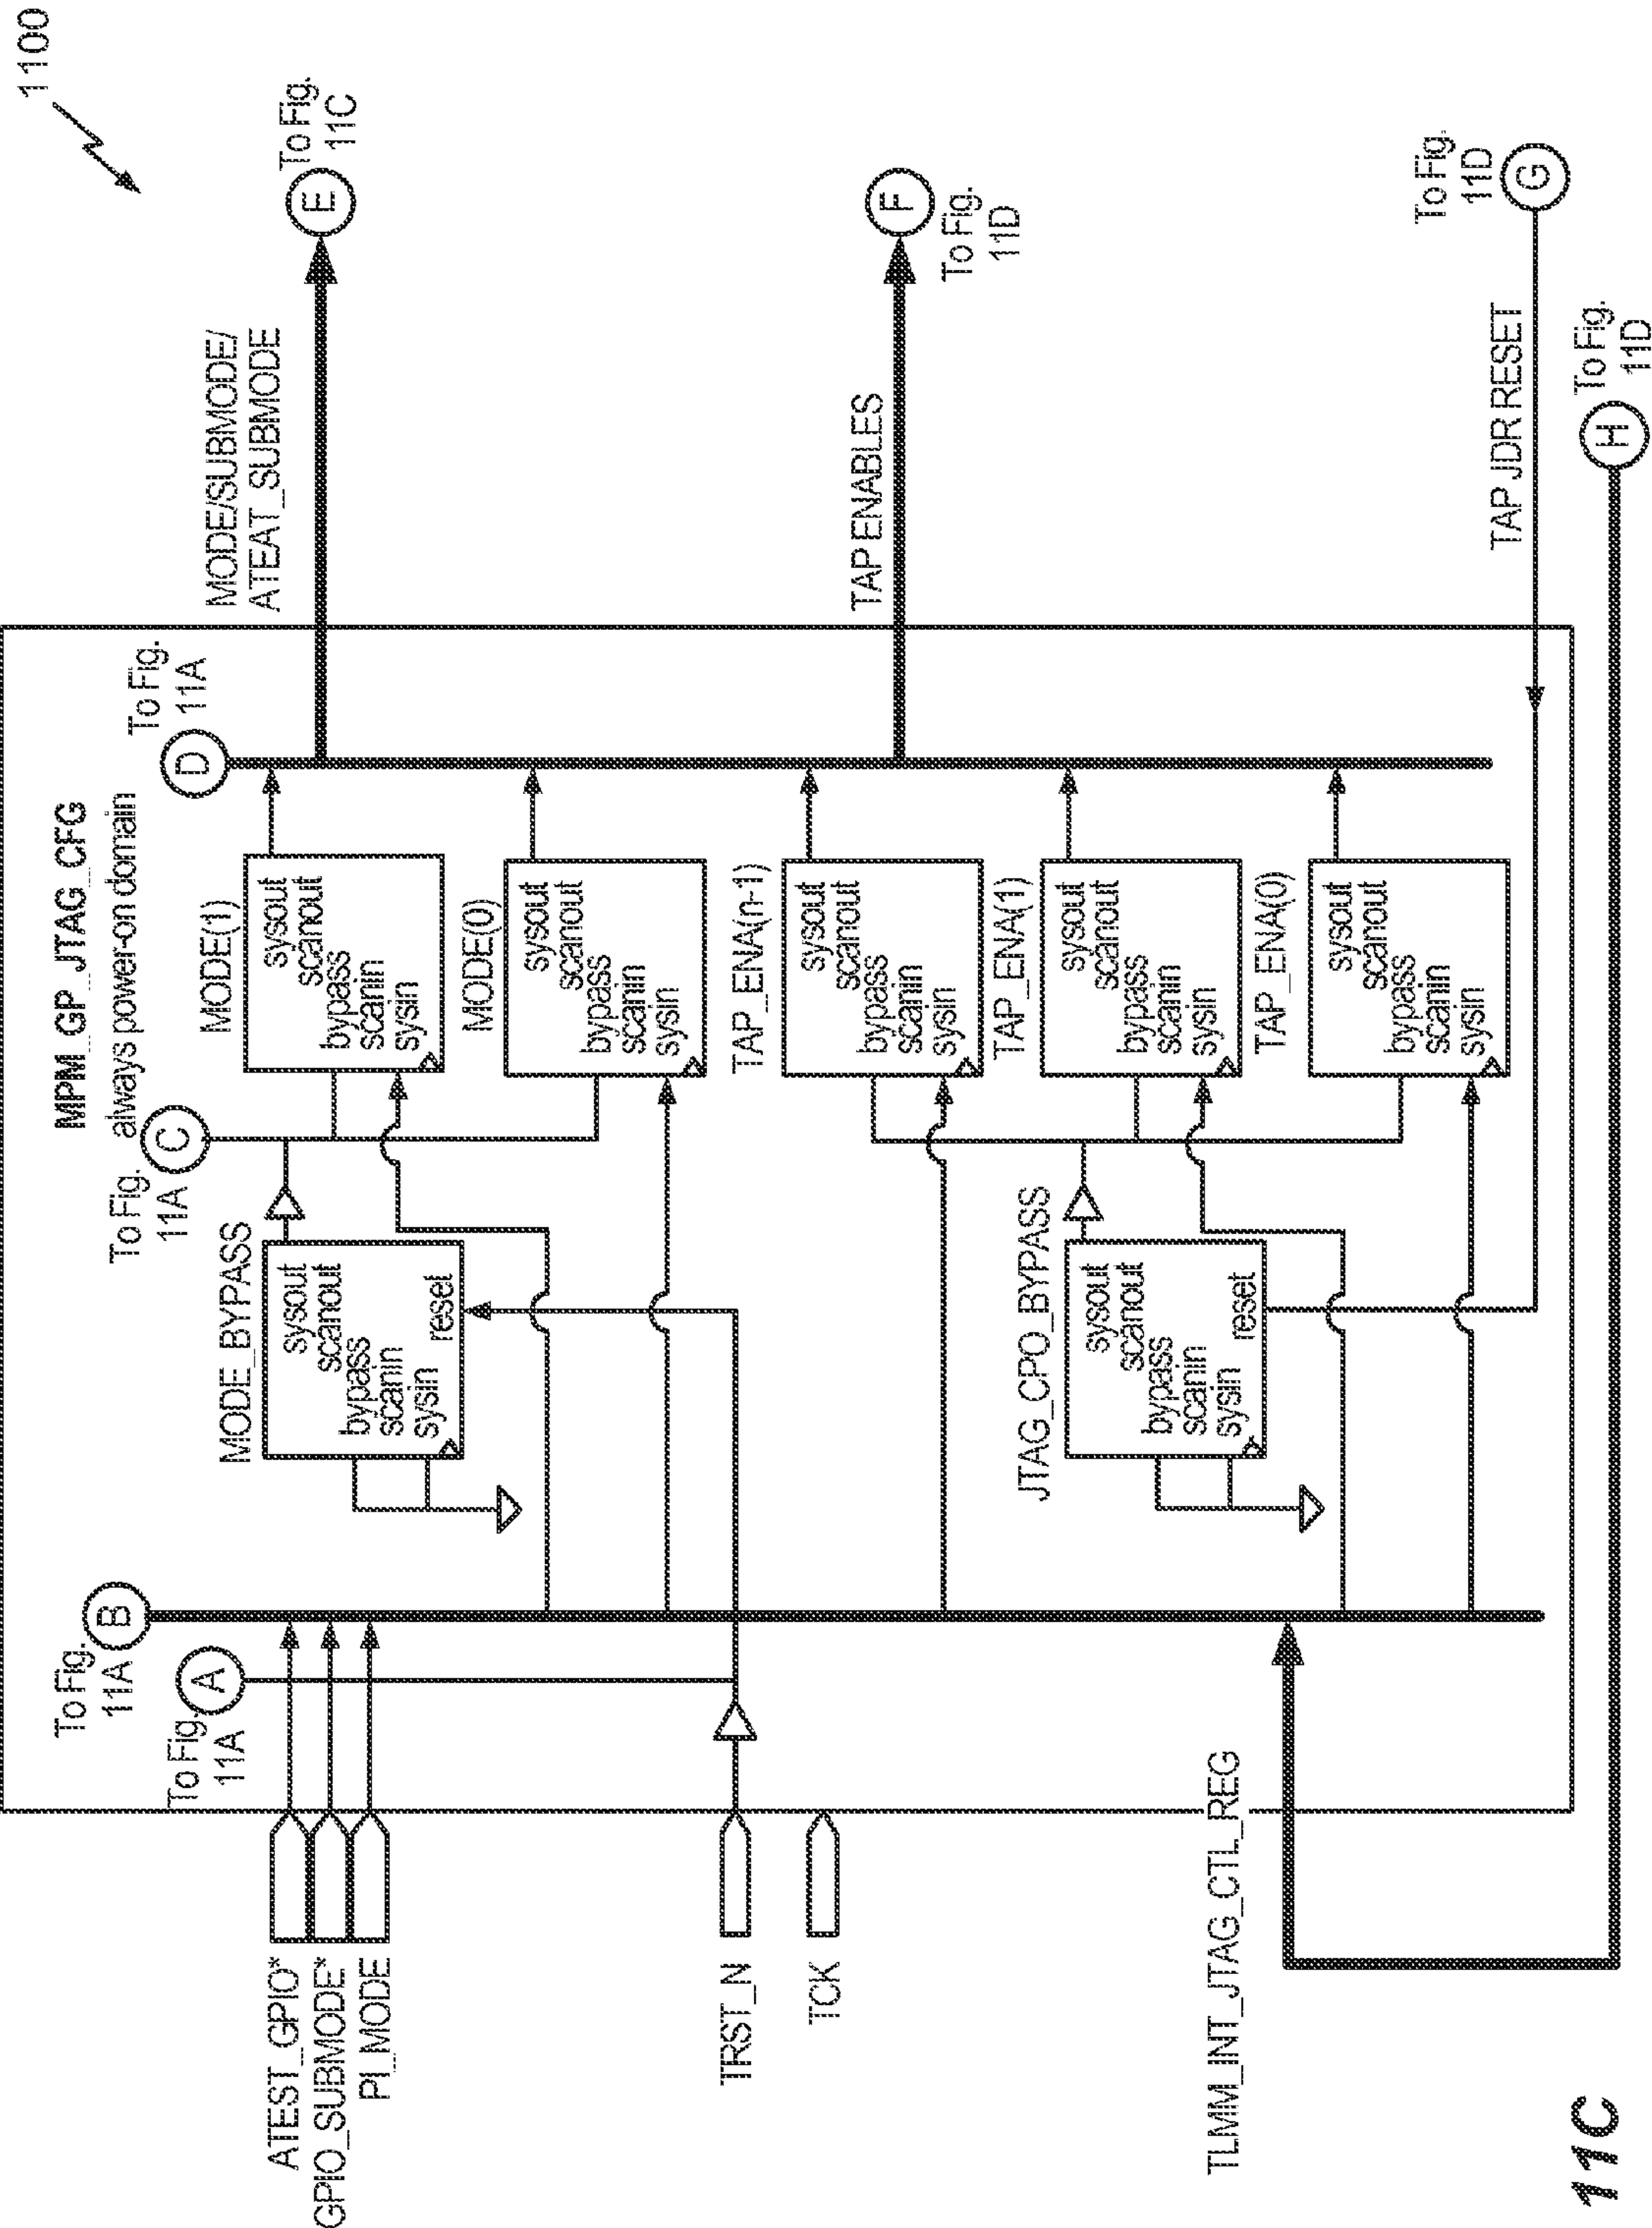 1100
To Fig.
11C
E
MODE/SUBMODE/
ATEAT_SUBMODE
F
To Fig.
11D
TAP ENABLES
To Fig.
11D
G
TAP JDR RESET
To Fig.
11D
H
MPM_GP_JTAG_CFG
always power-on domain
To Fig.
11A
D
To Fig.
11A
C
To Fig.
11A
B
To Fig.
11A
A
MODE_BYPASS
sysout
scanout
bypass
scanin
sysin
reset
MODE(1)
sysout
scanout
bypass
scanin
sysin
MODE(0)
sysout
scanout
bypass
scanin
sysin
TAP_ENA(n-1)
sysout
scanout
bypass
scanin
sysin
JTAG_CPO_BYPASS
sysout
scanout
bypass
scanin
sysin
reset
TAP_ENA(1)
sysout
scanout
bypass
scanin
sysin
TAP_ENA(0)
sysout
scanout
bypass
scanin
sysin
ATEST_GPIO*
GPIO_SUBMODE*
PI_MODE
TRST_N
TCK
TLMM_INT_JTAG_CTL_REG
11C